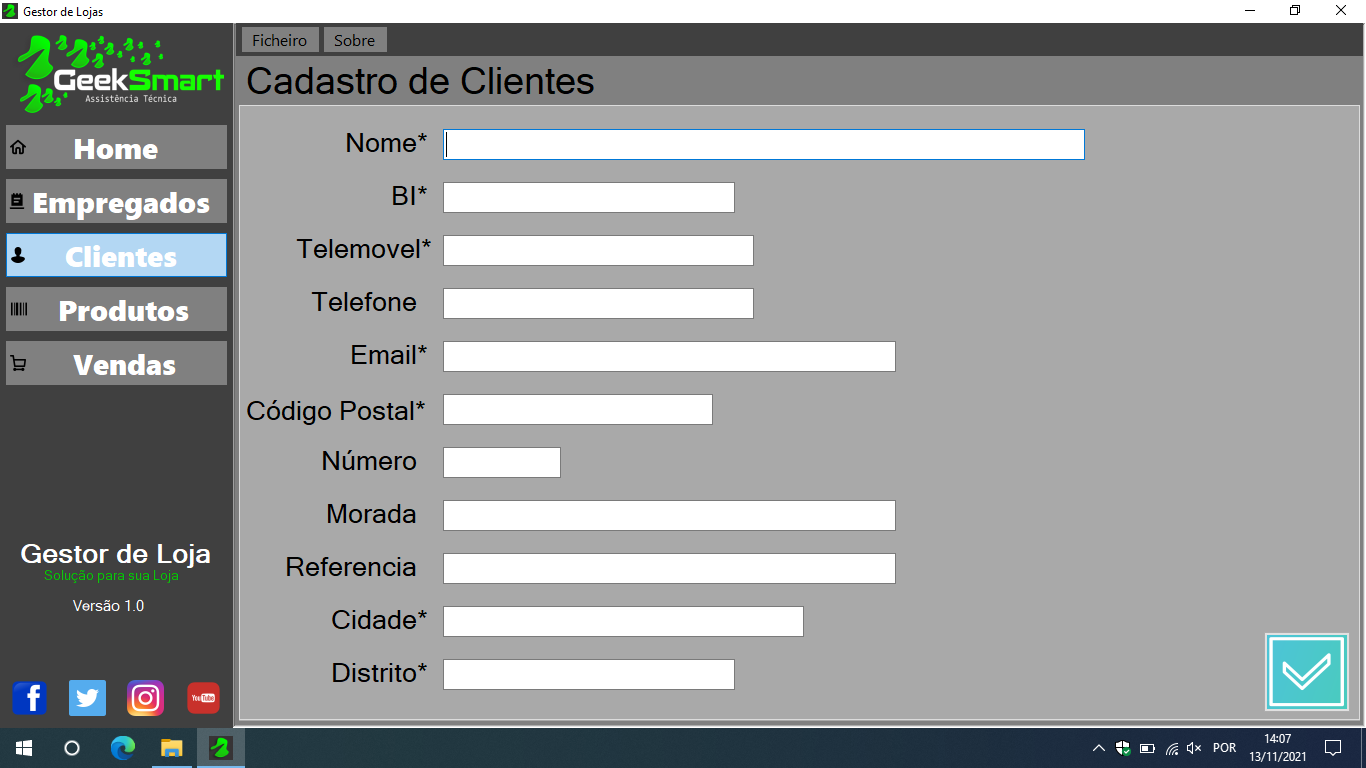 Gestor de Lojas
GeekSmart
Assistência Técnica
Home
Empregados
Clientes
Produtos
Vendas
Gestor de Loja
Solução para sua Loja
Versão 1.0
You Tube
Ficheiro Sobre
Cadastro de Clientes
Nome*
BI*
Telemovel*
Telefone
Email*
Código Postal*
Número
Morada
Referencia
Cidade*
Distrito*
POR
14:07
13/11/2021